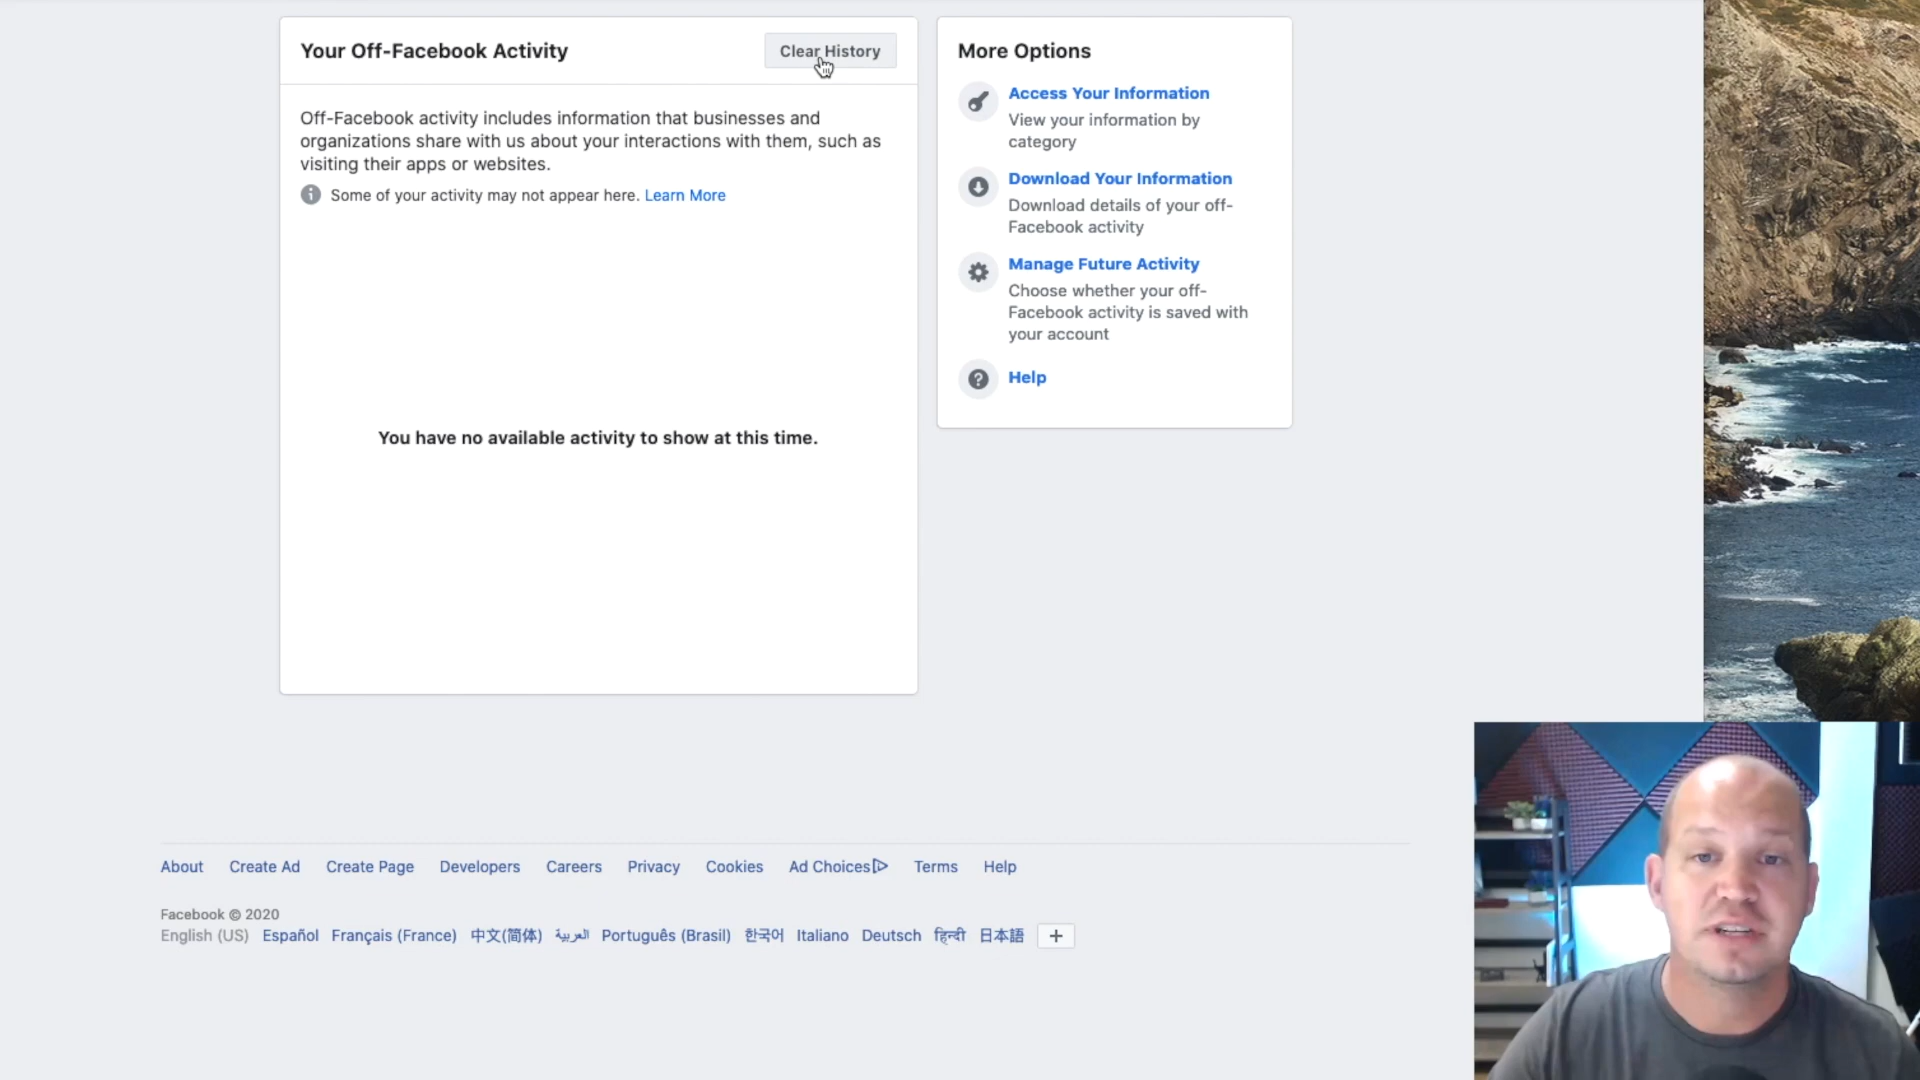 Your Off-Facebook Activity
Clear History
Off-Facebook activity includes information that businesses and
organizations share with us about your interactions with them, such as
visiting their apps or websites.
Some of your activity may not appear here. Learn More
You have no available activity to show at this time.
More Options
Access Your Information
View your information by
category
Download Your Information
Download details of your off-
Facebook activity
Manage Future Activity
Choose whether your off-
Facebook activity is saved with
your account
Help
About Create Ad Create Page Developers Careers Privacy Cookies Ad Choices Terms Help
Facebook © 2020
English (US) Español Français (France) 中文(简体) العربية Português (Brasil) 한국어 Italiano Deutsch हिन्दी 日本語 +